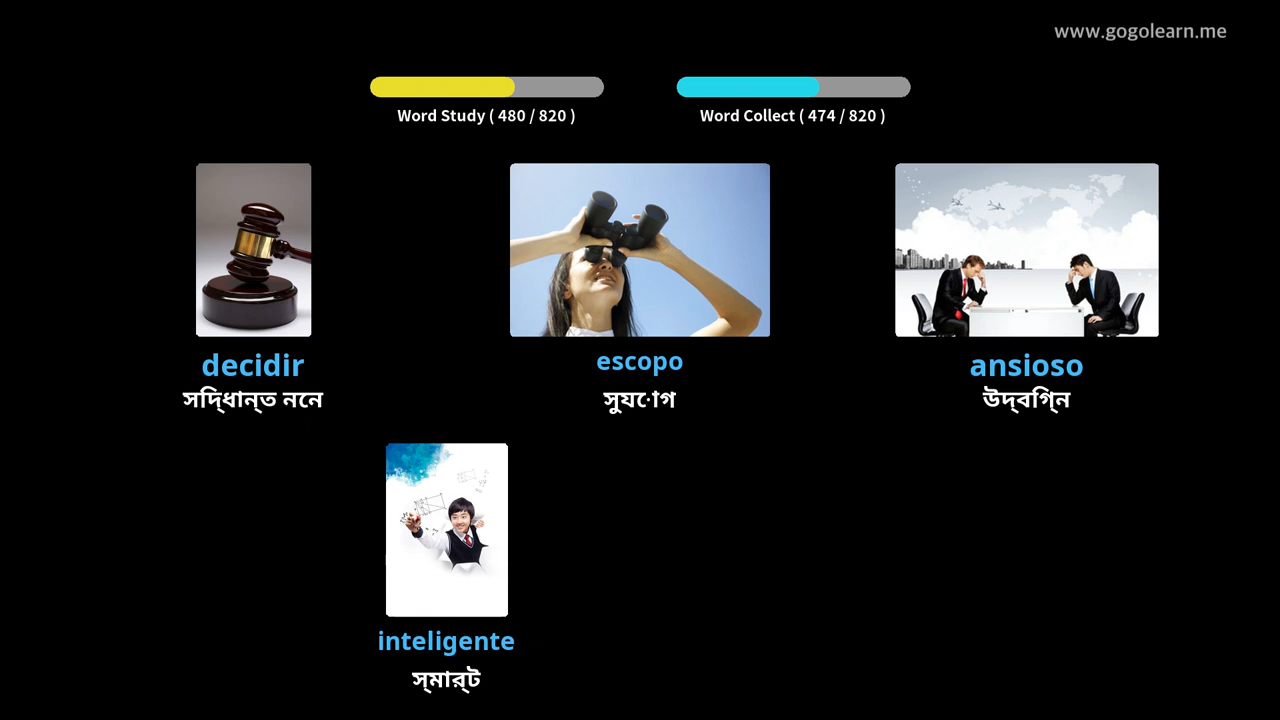 www.gogolearn.me
Word Study ( 480 / 820 )
Word Collect ( 474 / 820 )
decidir
escopo
ansioso
সিদ্ধান্ত নেন
সুযোগ
উদ্বিগ্ন
inteligente
স্মার্ট